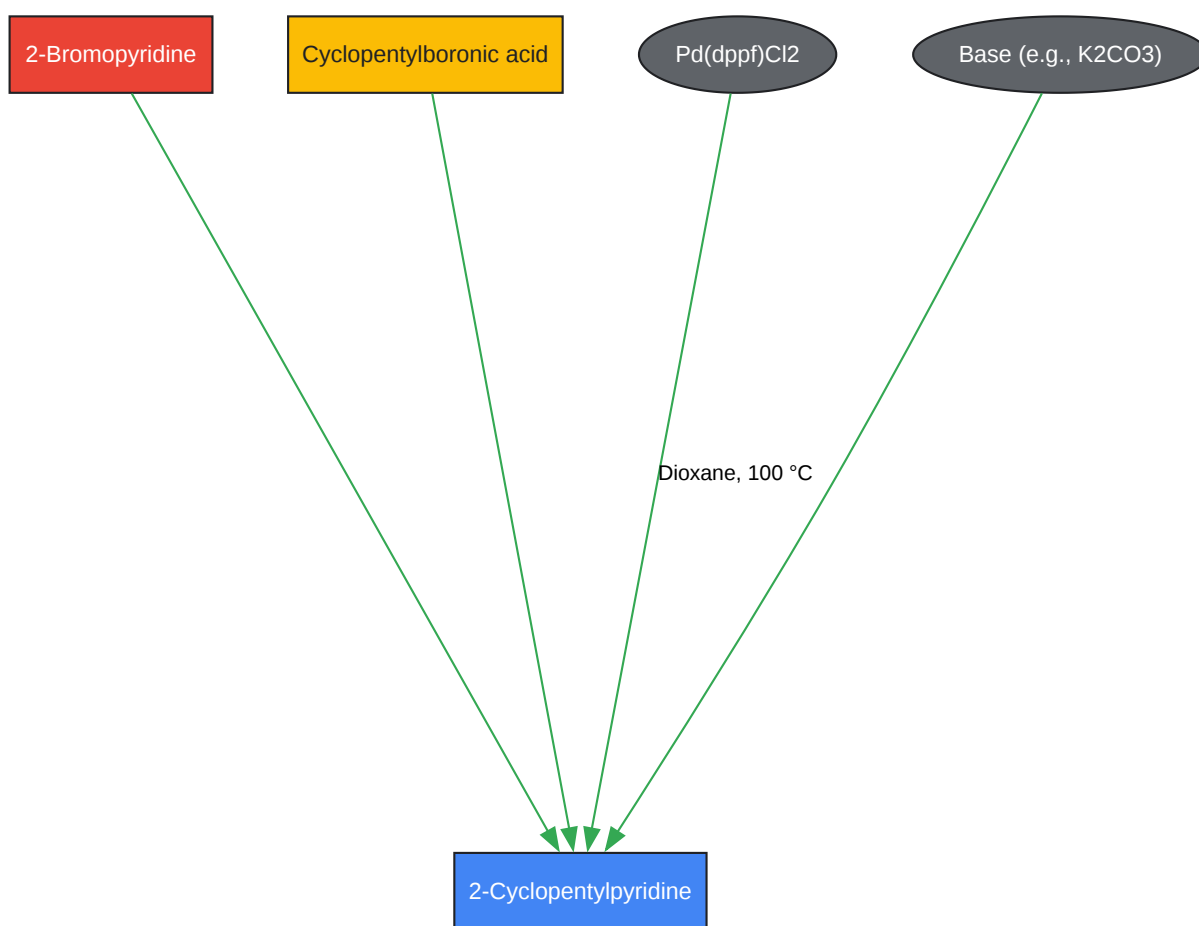 2-Bromopyridine
Cyclopentylboronic acid
Pd(dppf)Cl2
Base (e.g., K2CO3)
Dioxane, 100 °C
2-Cyclopentylpyridine